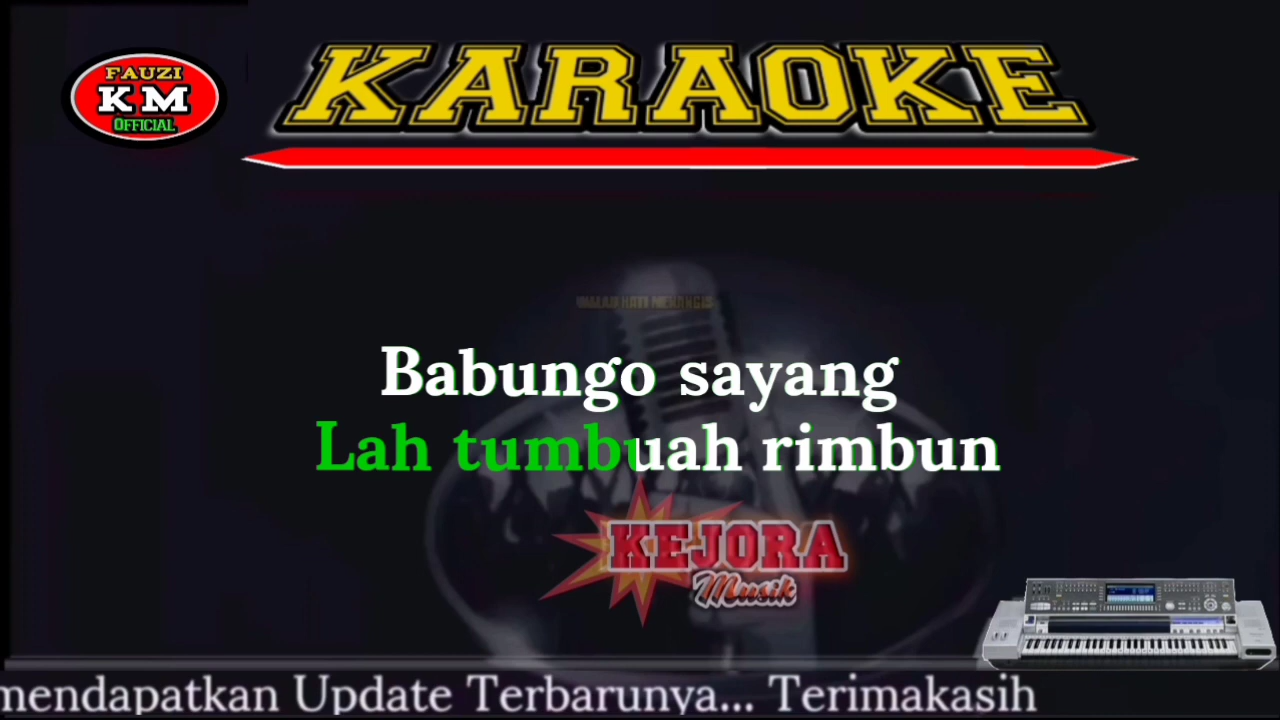 FAUZI
KM
OFFICIAL
KARAOKE
Babungo sayang
Lah tumbuah rimbun
KEJORA
Musik
mendapatkan Update Terbarunya... Terimakasih